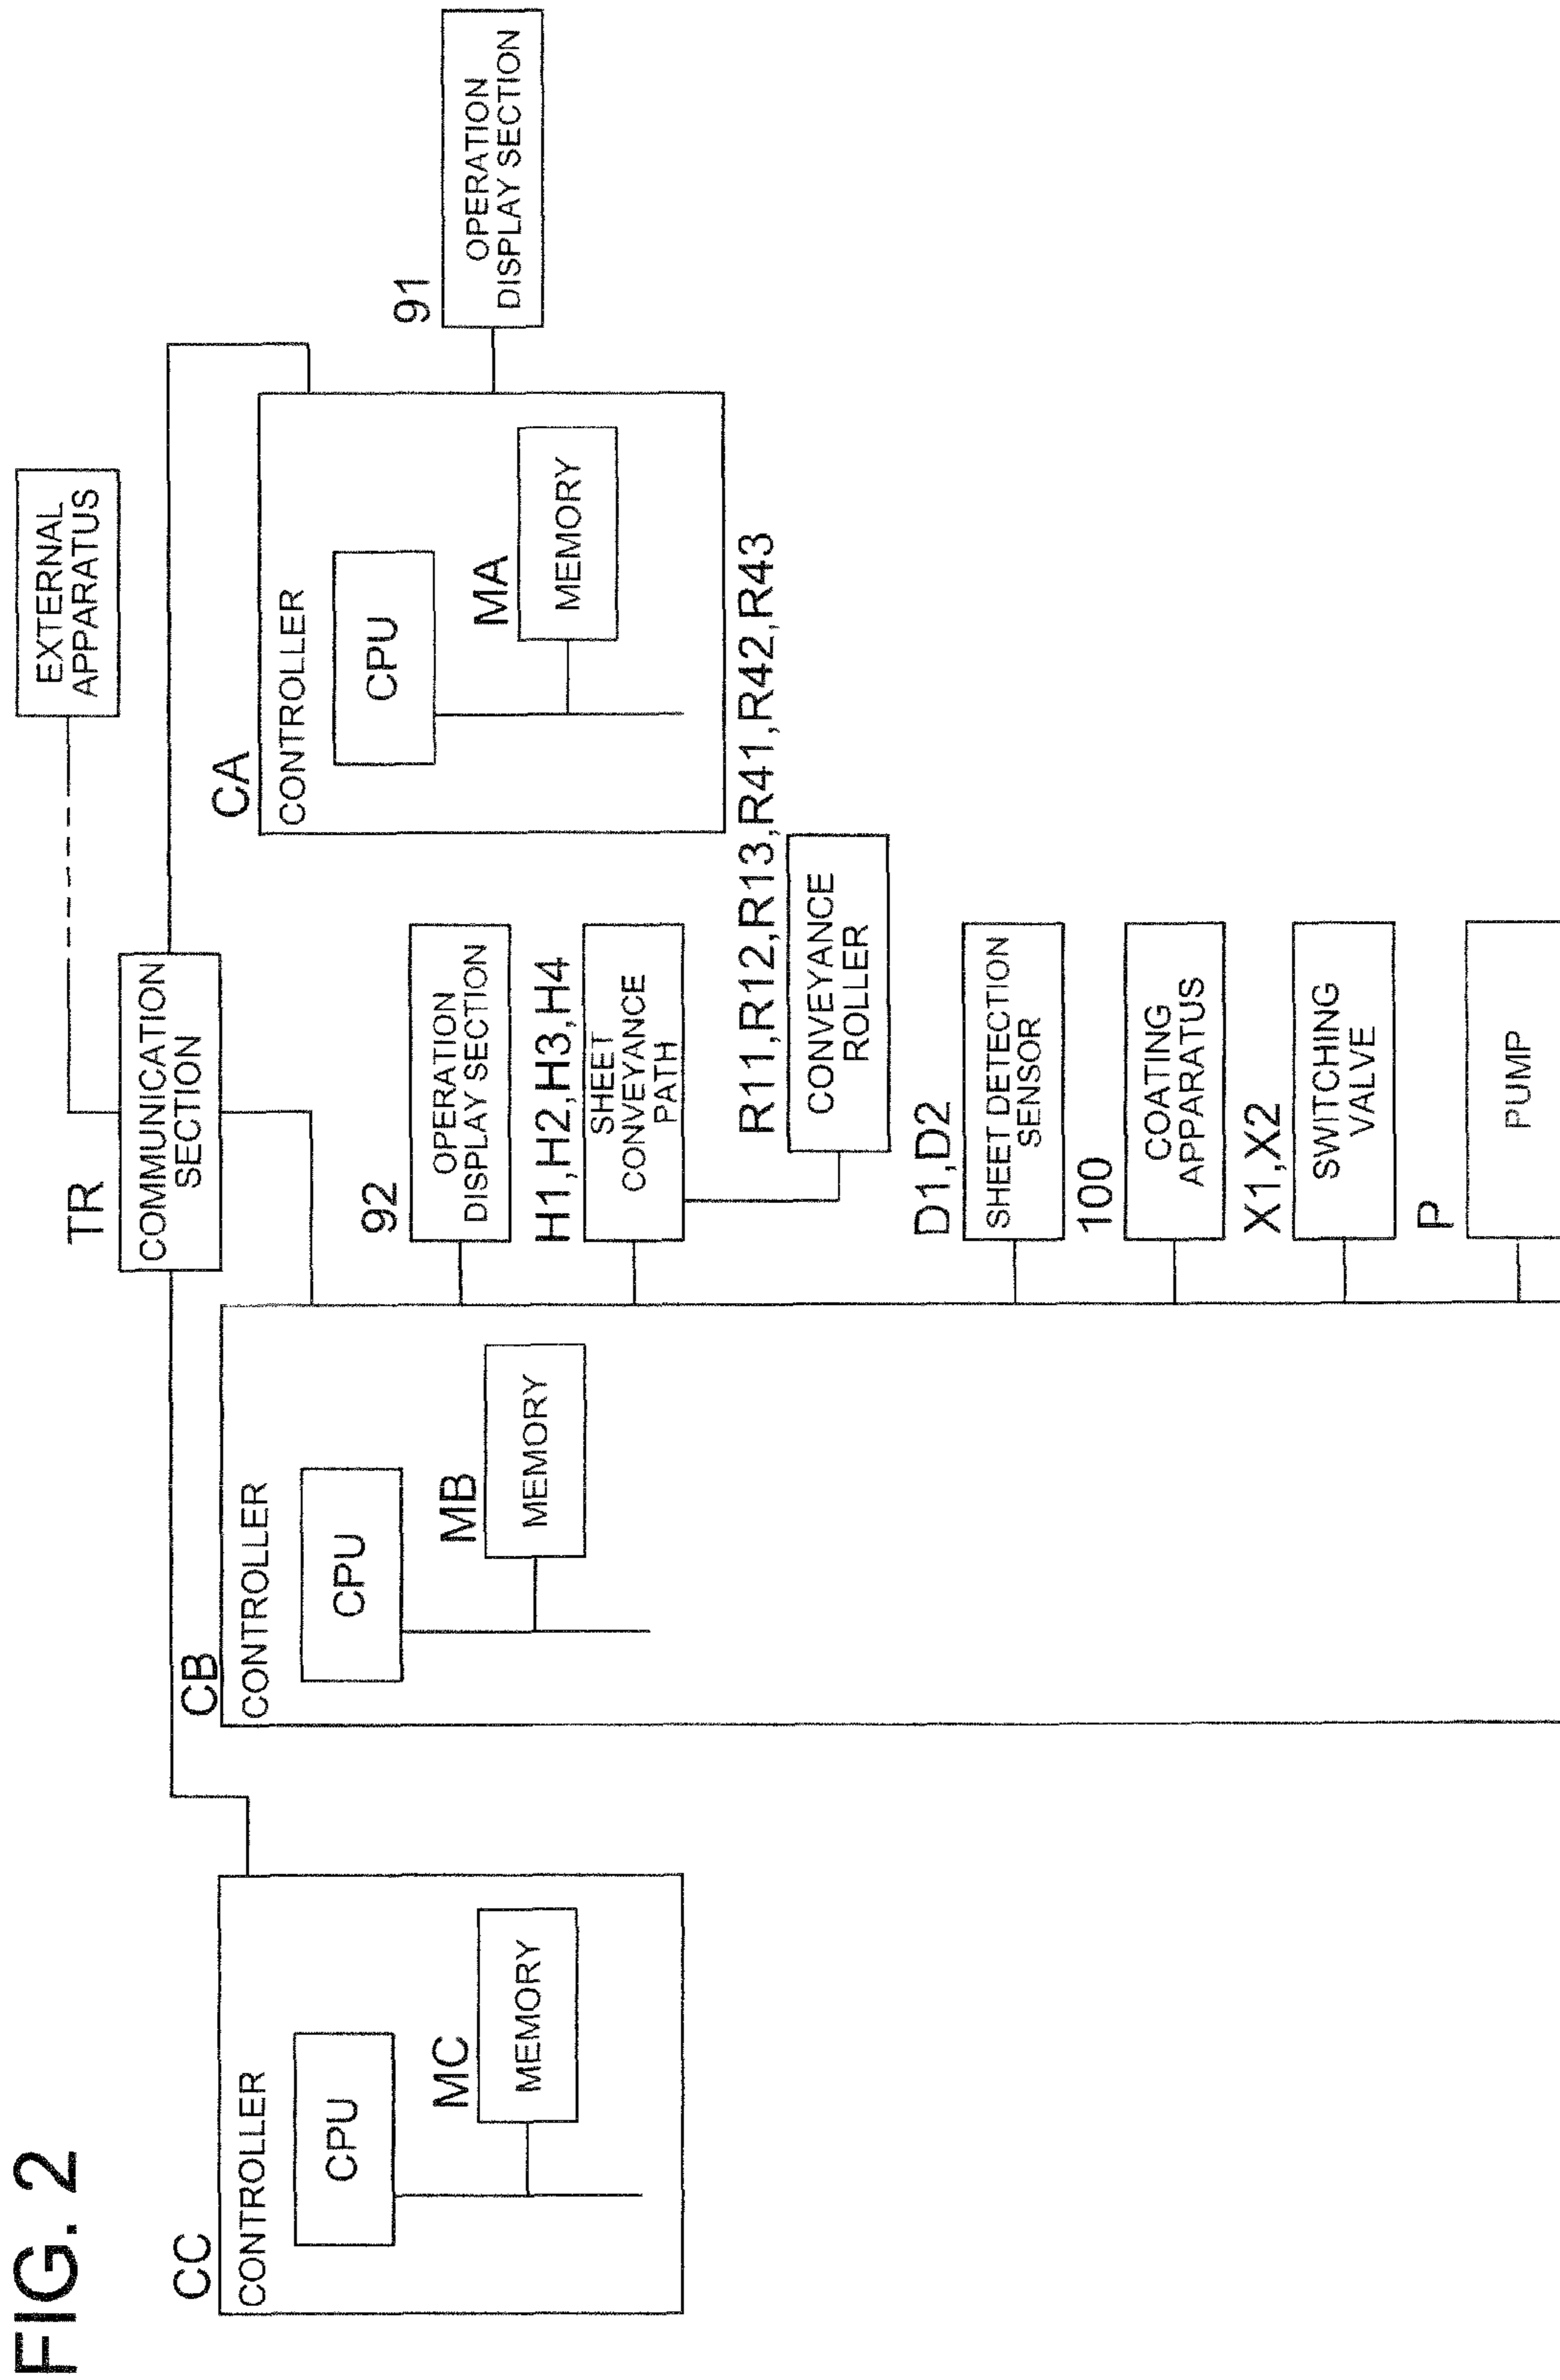 FIG. 2
EXTERNAL
APPARATUS
TR
COMMUNICATION
SECTION
CC
CONTROLLER
CPU
MC
MEMORY
CB
CONTROLLER
CPU
MB
MEMORY
92
OPERATION
DISPLAY SECTION
H1,H2,H3,H4
SHEET
CONVEYANCE
PATH
R11,R12,R13,R41,R42,R43
CONVEYANCE
ROLLER
D1,D2
SHEET DETECTION
SENSOR
100
COATING
APPARATUS
X1,X2
SWITCHING
VALVE
P
PUMP
CA
CONTROLLER
CPU
MA
MEMORY
91
OPERATION
DISPLAY SECTION